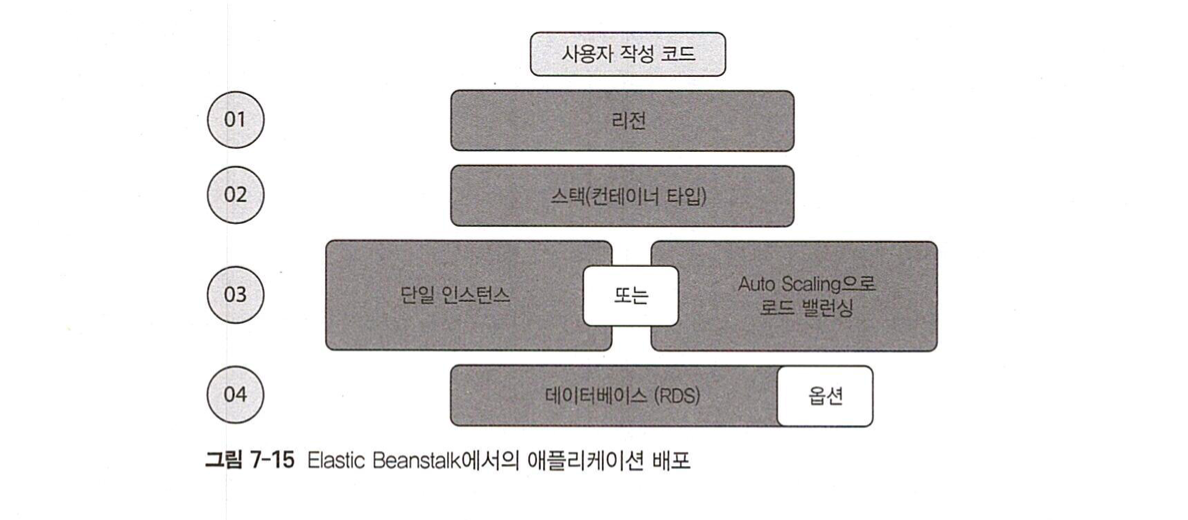 사용자 작성 코드
01
리전
02
스택(컨테이너 타입)
03
단일 인스턴스
또는
Auto Scaling으로
로드 밸런싱
04
데이터베이스 (RDS)
옵션
그림 7-15 Elastic Beanstalk에서의 애플리케이션 배포